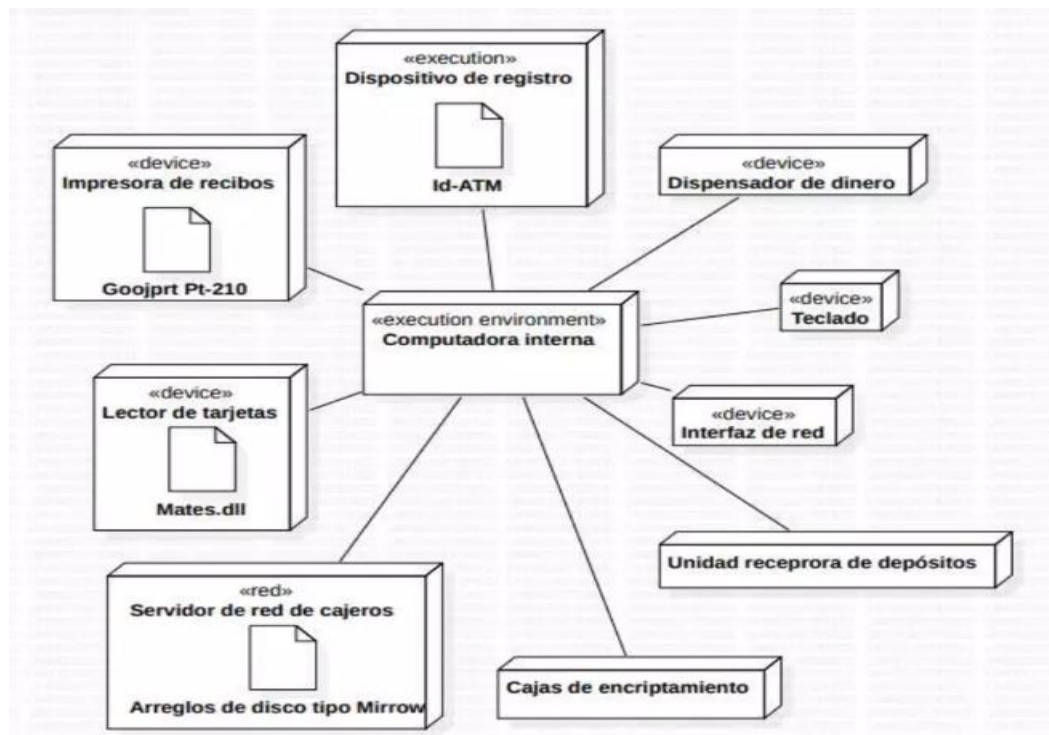 «execution»
Dispositivo de registro
Id-ATM
«device»
Impresora de recibos
Goojprt Pt-210
«device»
Dispensador de dinero
«device»
Teclado
«execution environment»
Computadora interna
«device»
Lector de tarjetas
Mates.dll
«device»
Interfaz de red
Unidad receprora de depósitos
«red»
Servidor de red de cajeros
Arreglos de disco tipo Mirrow
Cajas de encriptamiento